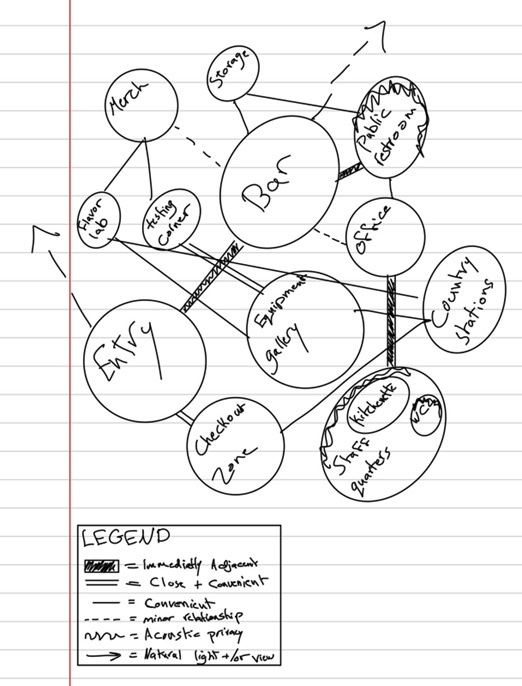 Storage
Merch
Public
restroom
Bar
Flavor
lab
testing
corner
Office
Country
stations
Equipment
gallery
Entry
Checkout
Zone
Kitchenette
WC
Staff
quarters
LEGEND
= Immediatly Adjacent
= Close + Convenient
= Convenient
= minor relationship
= Acoustic privacy
= Natural light +/or view